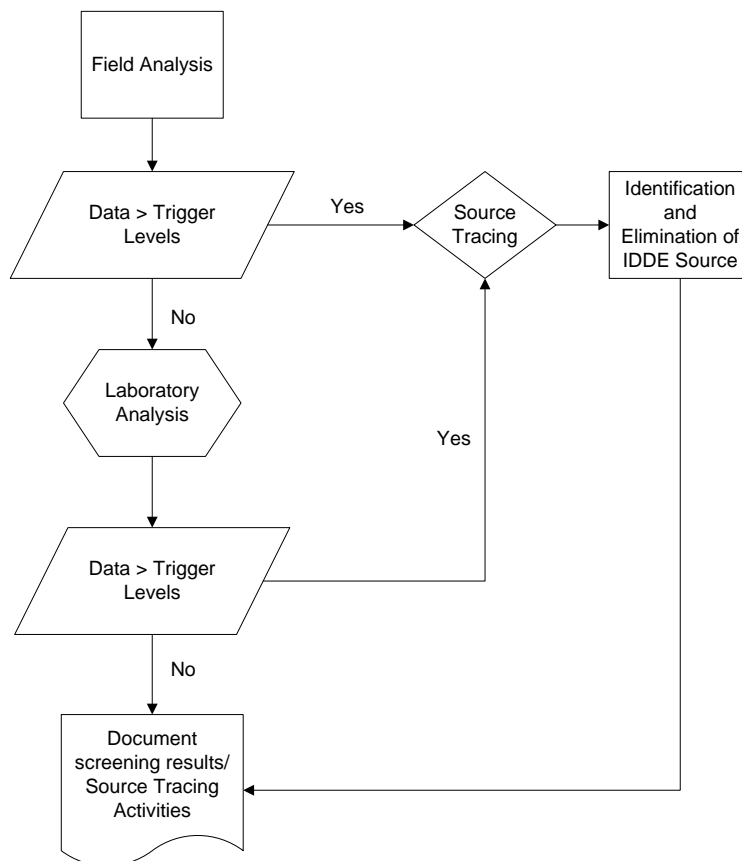 Field Analysis
Data > Trigger
Levels
Yes
Source
Tracing
Identification
and
Elimination of
IDDE Source
No
Laboratory
Analysis
Yes
Data > Trigger
Levels
No
Document
screening results/
Source Tracing
Activities